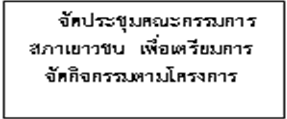 จัดประชุมคณะกรรมการ
สภาเยาวชน เพื่อเตรียมการ
จัดกิจกรรมตามโครงการ